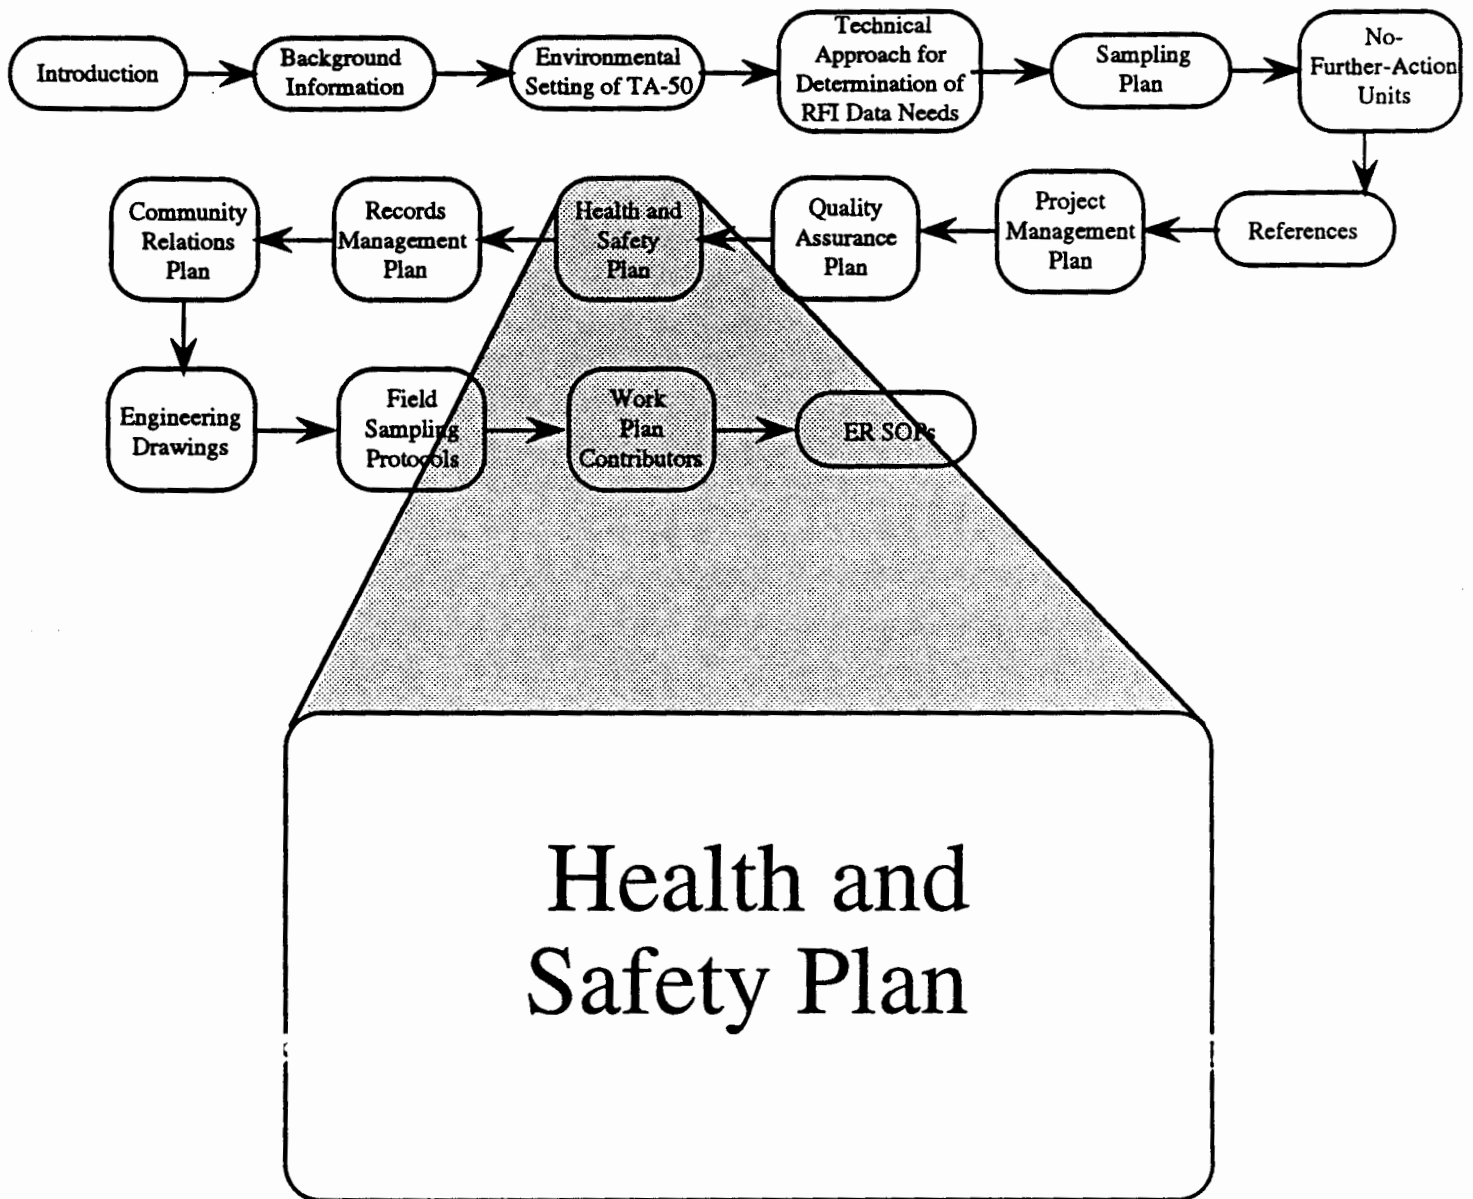 Introduction
Background
Information
Environmental
Setting of TA-50
Technical
Approach for
Determination of
RFI Data Needs
Sampling
Plan
No-
Further-Action
Units
References
Project
Management
Plan
Quality
Assurance
Plan
Health and
Safety
Plan
Records
Management
Plan
Community
Relations
Plan
Engineering
Drawings
Field
Sampling
Protocols
Work
Plan
Contributors
ER SOPs
Health and
Safety Plan